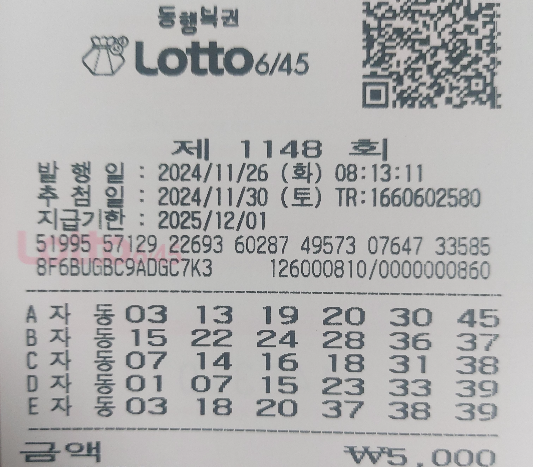 동행복권
Lotto 6/45
제 1148 회
발 행 일 : 2024/11/26 (화) 08:13:11
추 첨 일 : 2024/11/30 (토) TR:1660602580
지급기한 : 2025/12/01
51995 57129 22693 60287 49573 07647 33585
8F6BUGBC9ADGC7K3 126000810/0000000860
A 자 동 03 13 19 20 30 45
B 자 동 15 22 24 28 36 37
C 자 동 07 14 16 18 31 38
D 자 동 01 07 15 23 33 39
E 자 동 03 18 20 37 38 39
금액 ₩5,000